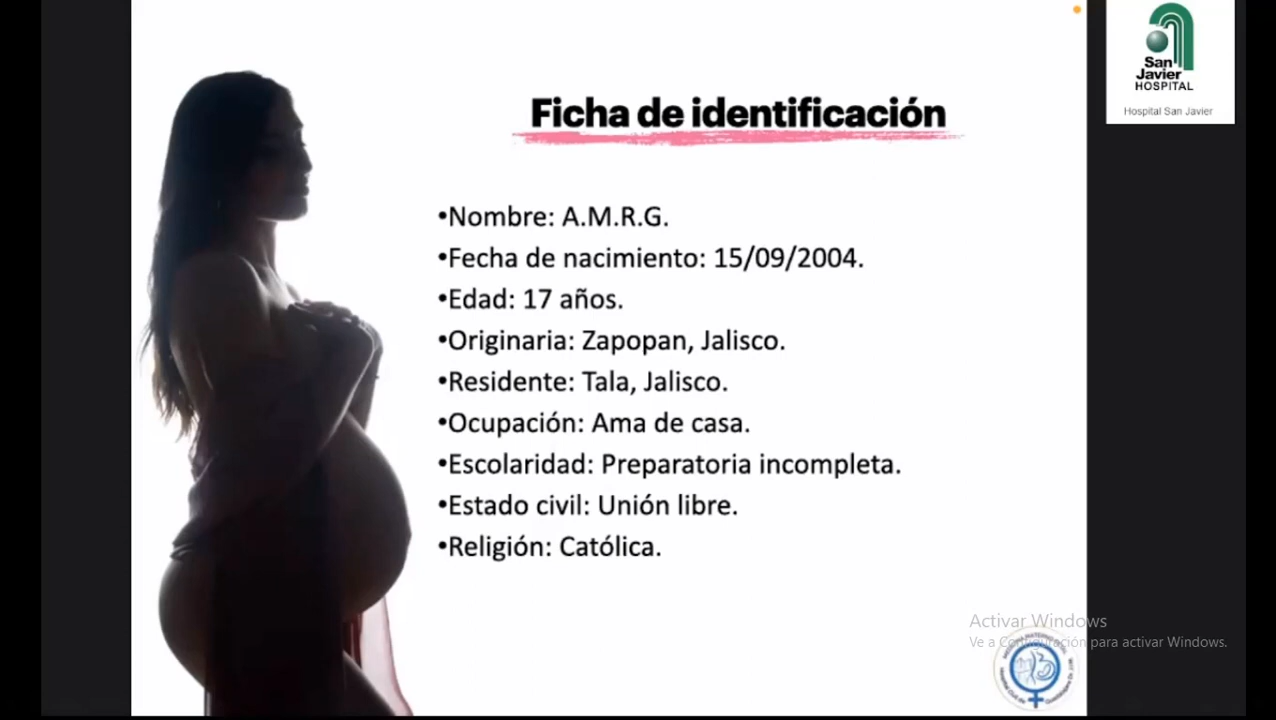 San
Javier
HOSPITAL
Hospital San Javier
Ficha de identificación
•Nombre: A.M.R.G.
•Fecha de nacimiento: 15/09/2004.
•Edad: 17 años.
•Originaria: Zapopan, Jalisco.
•Residente: Tala, Jalisco.
•Ocupación: Ama de casa.
•Escolaridad: Preparatoria incompleta.
•Estado civil: Unión libre.
•Religión: Católica.
Activar Windows
Ve a Configuración para activar Windows.